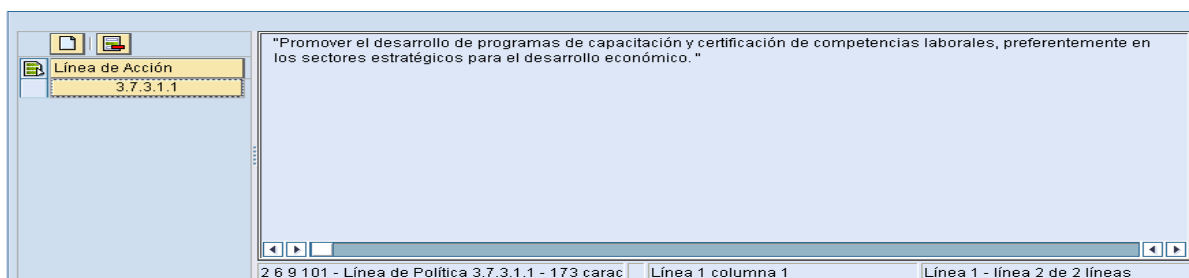 "Promover el desarrollo de programas de capacitación y certificación de competencias laborales, preferentemente en
los sectores estratégicos para el desarrollo económico. "
Línea de Acción
3.7.3.1.1
2 6 9 101 - Línea de Política 3.7.3.1.1 - 173 carac
Línea 1 columna 1
Línea 1 - línea 2 de 2 líneas